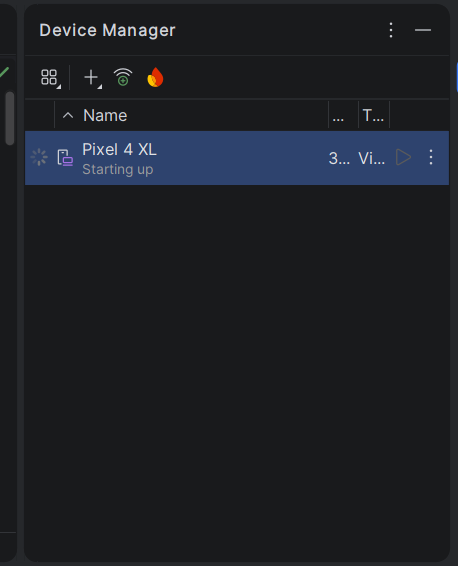 Device Manager
Name ... T...
Pixel 4 XL 3... Vi...
Starting up